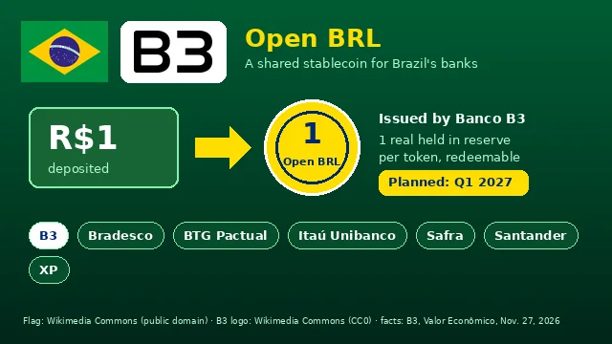 B3
Open BRL
A shared stablecoin for Brazil's banks
R$1
deposited
1
Open BRL
Issued by Banco B3
1 real held in reserve
per token, redeemable
Planned: Q1 2027
B3
Bradesco
BTG Pactual
Itaú Unibanco
Safra
Santander
XP
Flag: Wikimedia Commons (public domain) · B3 logo: Wikimedia Commons (CC0) · facts: B3, Valor Econômico, Nov. 27, 2026